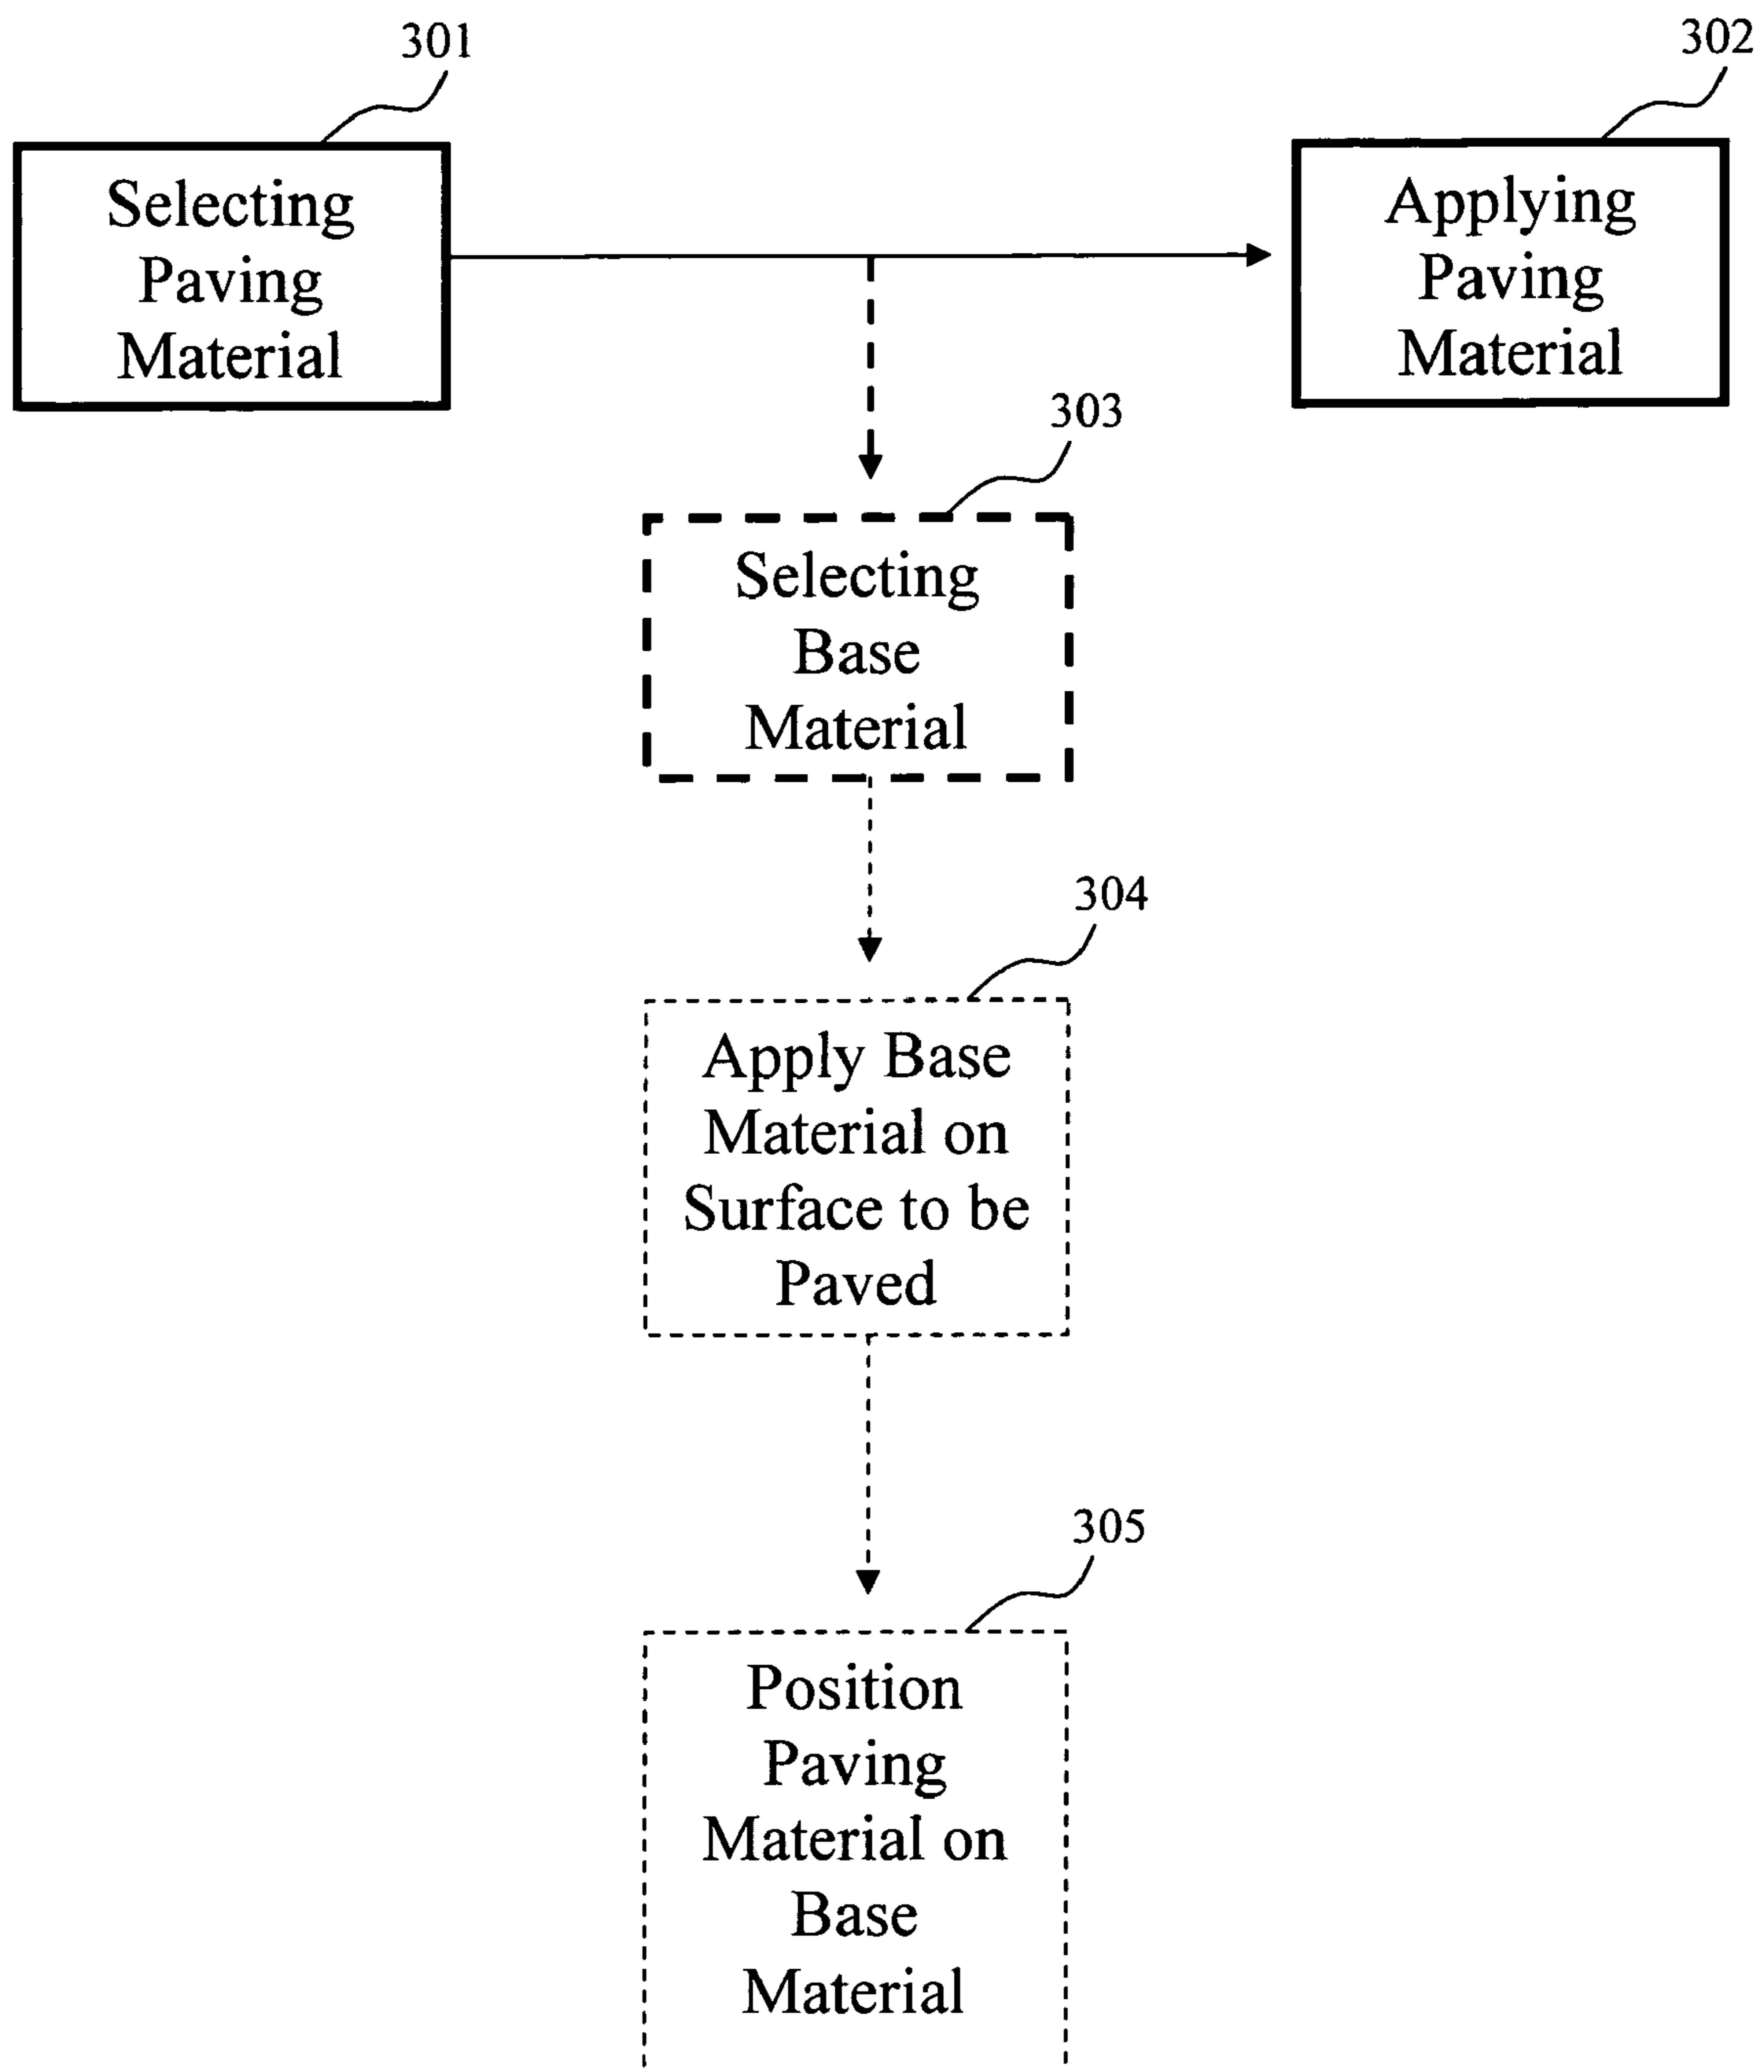 301
302
Selecting
Paving
Material
Applying
Paving
Material
303
Selecting
Base
Material
304
Apply Base
Material on
Surface to be
Paved
305
Position
Paving
Material on
Base
Material